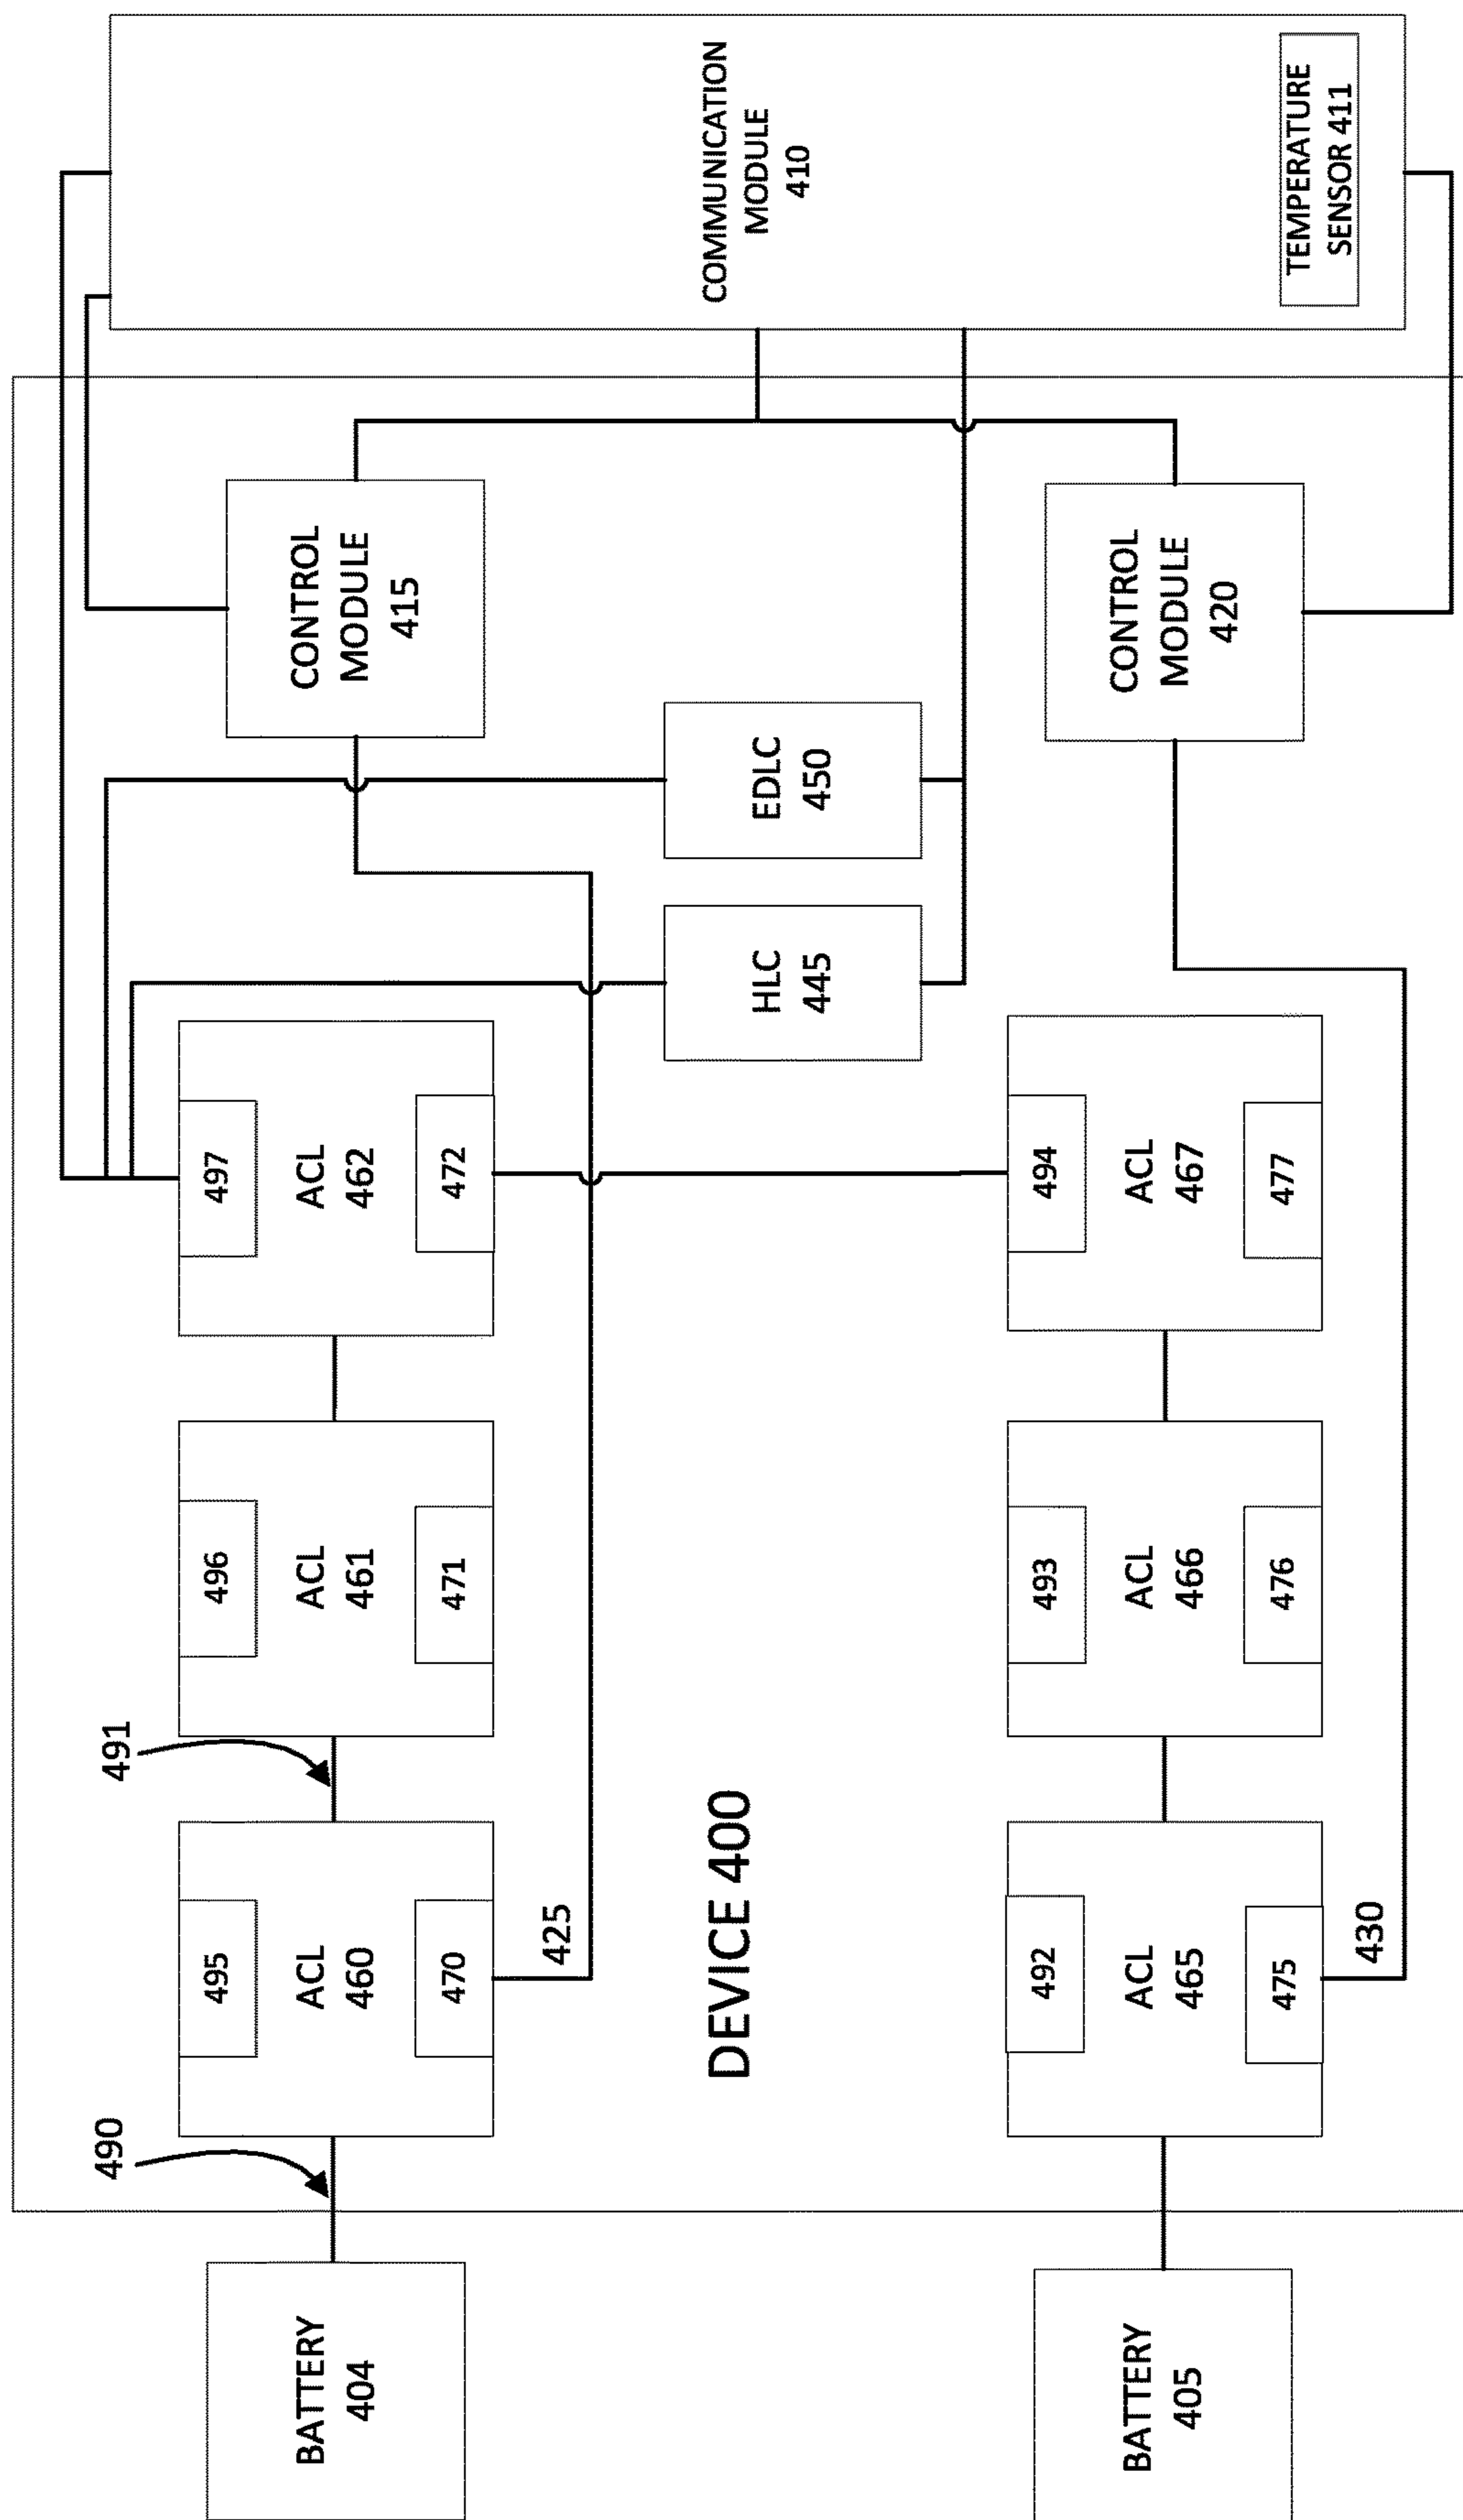 490
491
BATTERY
404
495
ACL
460
470
425
496
ACL
461
471
497
ACL
462
472
CONTROL
MODULE
415
COMMUNICATION
MODULE
410
TEMPERATURE
SENSOR 411
HLC
445
EDLC
450
DEVICE 400
BATTERY
405
492
ACL
465
475
430
493
ACL
466
476
494
ACL
467
477
CONTROL
MODULE
420